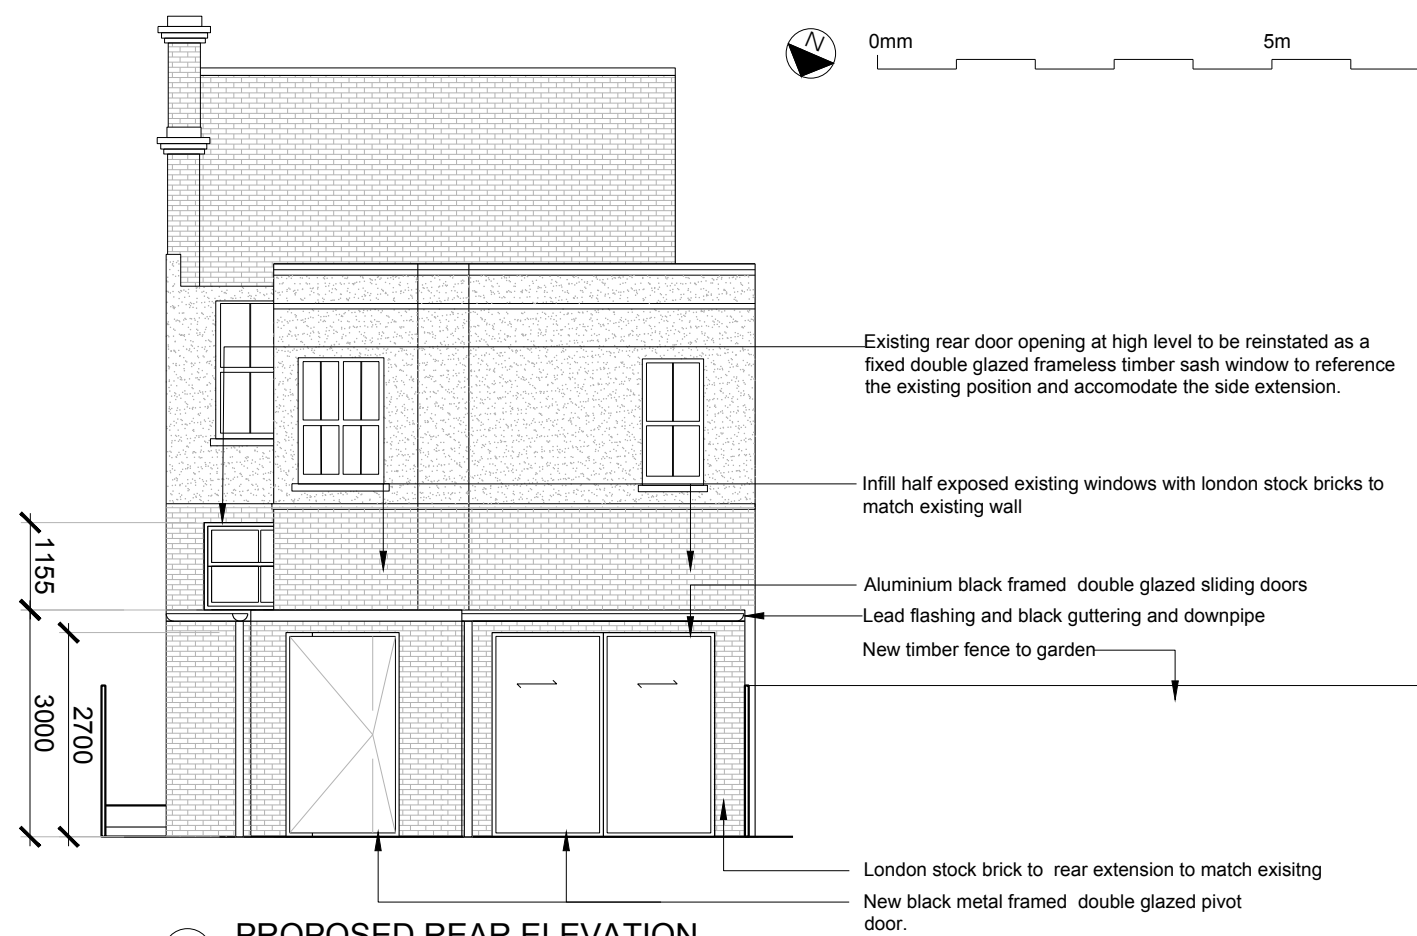 N
0mm 5m
Existing rear door opening at high level to be reinstated as a
fixed double glazed frameless timber sash window to reference
the existing position and accomodate the side extension.
Infill half exposed existing windows with london stock bricks to
match existing wall
Aluminium black framed double glazed sliding doors
Lead flashing and black guttering and downpipe
New timber fence to garden
1155
3000
2700
London stock brick to rear extension to match exisitng
New black metal framed double glazed pivot
door.
PROPOSED REAR ELEVATION